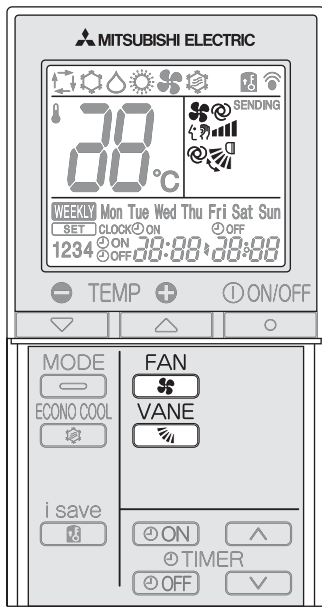 MITSUBISHI ELECTRIC
SENDING
88°C
WEEKLY Mon Tue Wed Thu Fri Sat Sun
SET CLOCK ON OFF
1234 ON OFF 88:88 88:88
TEMP ON/OFF
MODE FAN
ECONO COOL VANE
i save
ON
TIMER
OFF